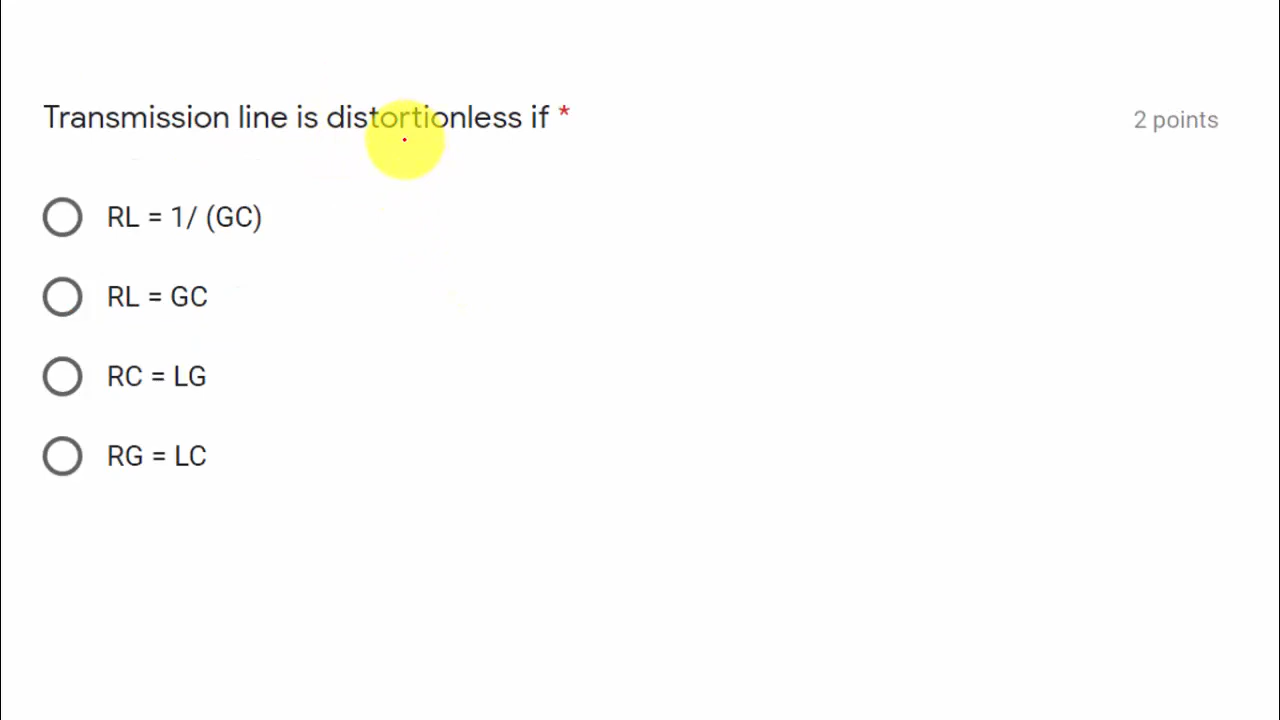 Transmission line is distortionless if *
2 points
RL = 1/ (GC)
RL = GC
RC = LG
RG = LC